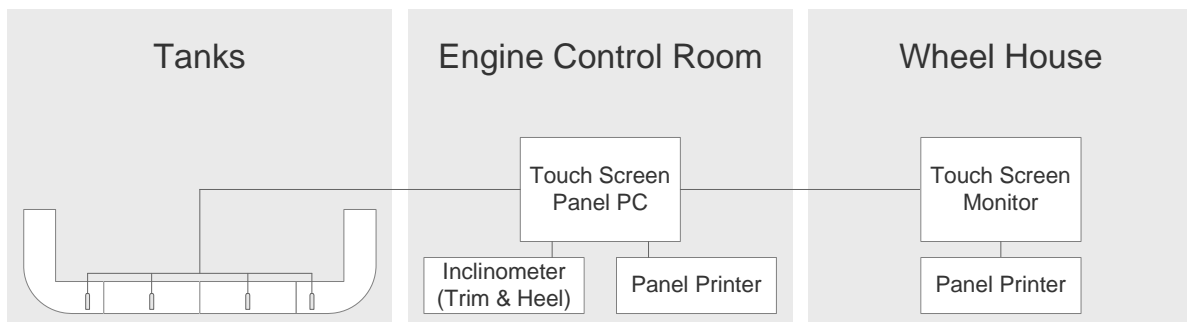 Tanks
Engine Control Room
Wheel House
Touch Screen
Panel PC
Touch Screen
Monitor
Inclinometer
(Trim & Heel)
Panel Printer
Panel Printer